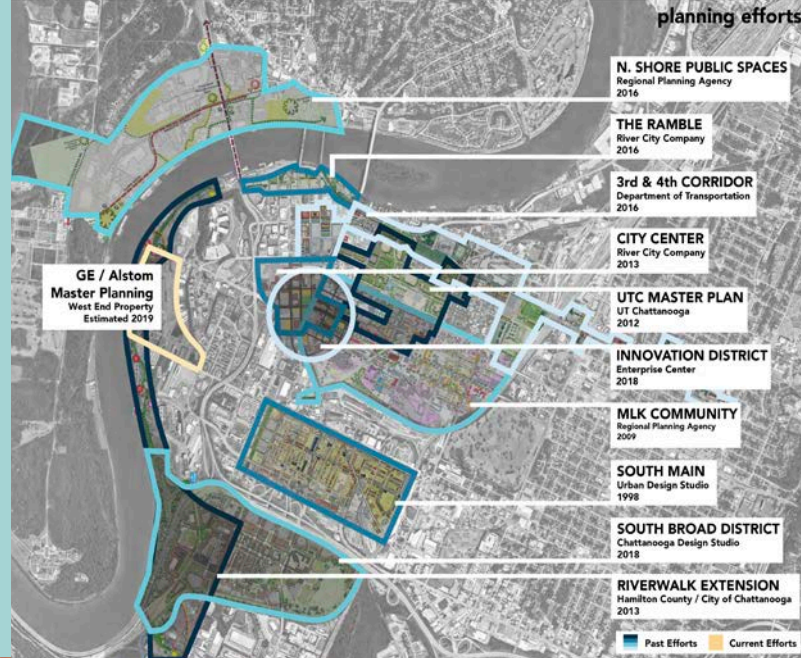 planning efforts
N. SHORE PUBLIC SPACES
Regional Planning Agency
2016
THE RAMBLE
River City Company
2016
3rd & 4th CORRIDOR
Department of Transportation
2016
CITY CENTER
River City Company
2013
GE / Alstom
Master Planning
West End Property
Estimated 2019
UTC MASTER PLAN
UT Chattanooga
2012
INNOVATION DISTRICT
Enterprise Center
2018
MLK COMMUNITY
Regional Planning Agency
2009
SOUTH MAIN
Urban Design Studio
1998
SOUTH BROAD DISTRICT
Chattanooga Design Studio
2018
RIVERWALK EXTENSION
Hamilton County / City of Chattanooga
2013
Past Efforts
Current Efforts